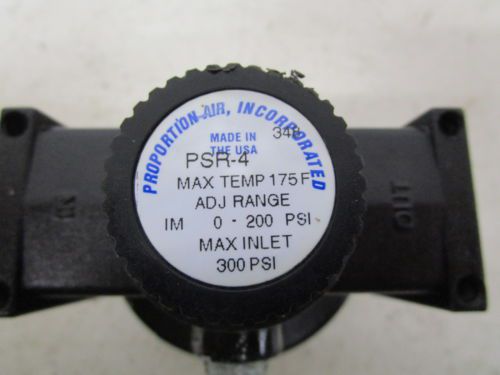 PROPORTION-AIR, INCORPORATED
348
MADE IN
THE USA
PSR-4
MAX TEMP 175 F
ADJ RANGE
IM 0 - 200 PSI
MAX INLET
300 PSI
IN
OUT